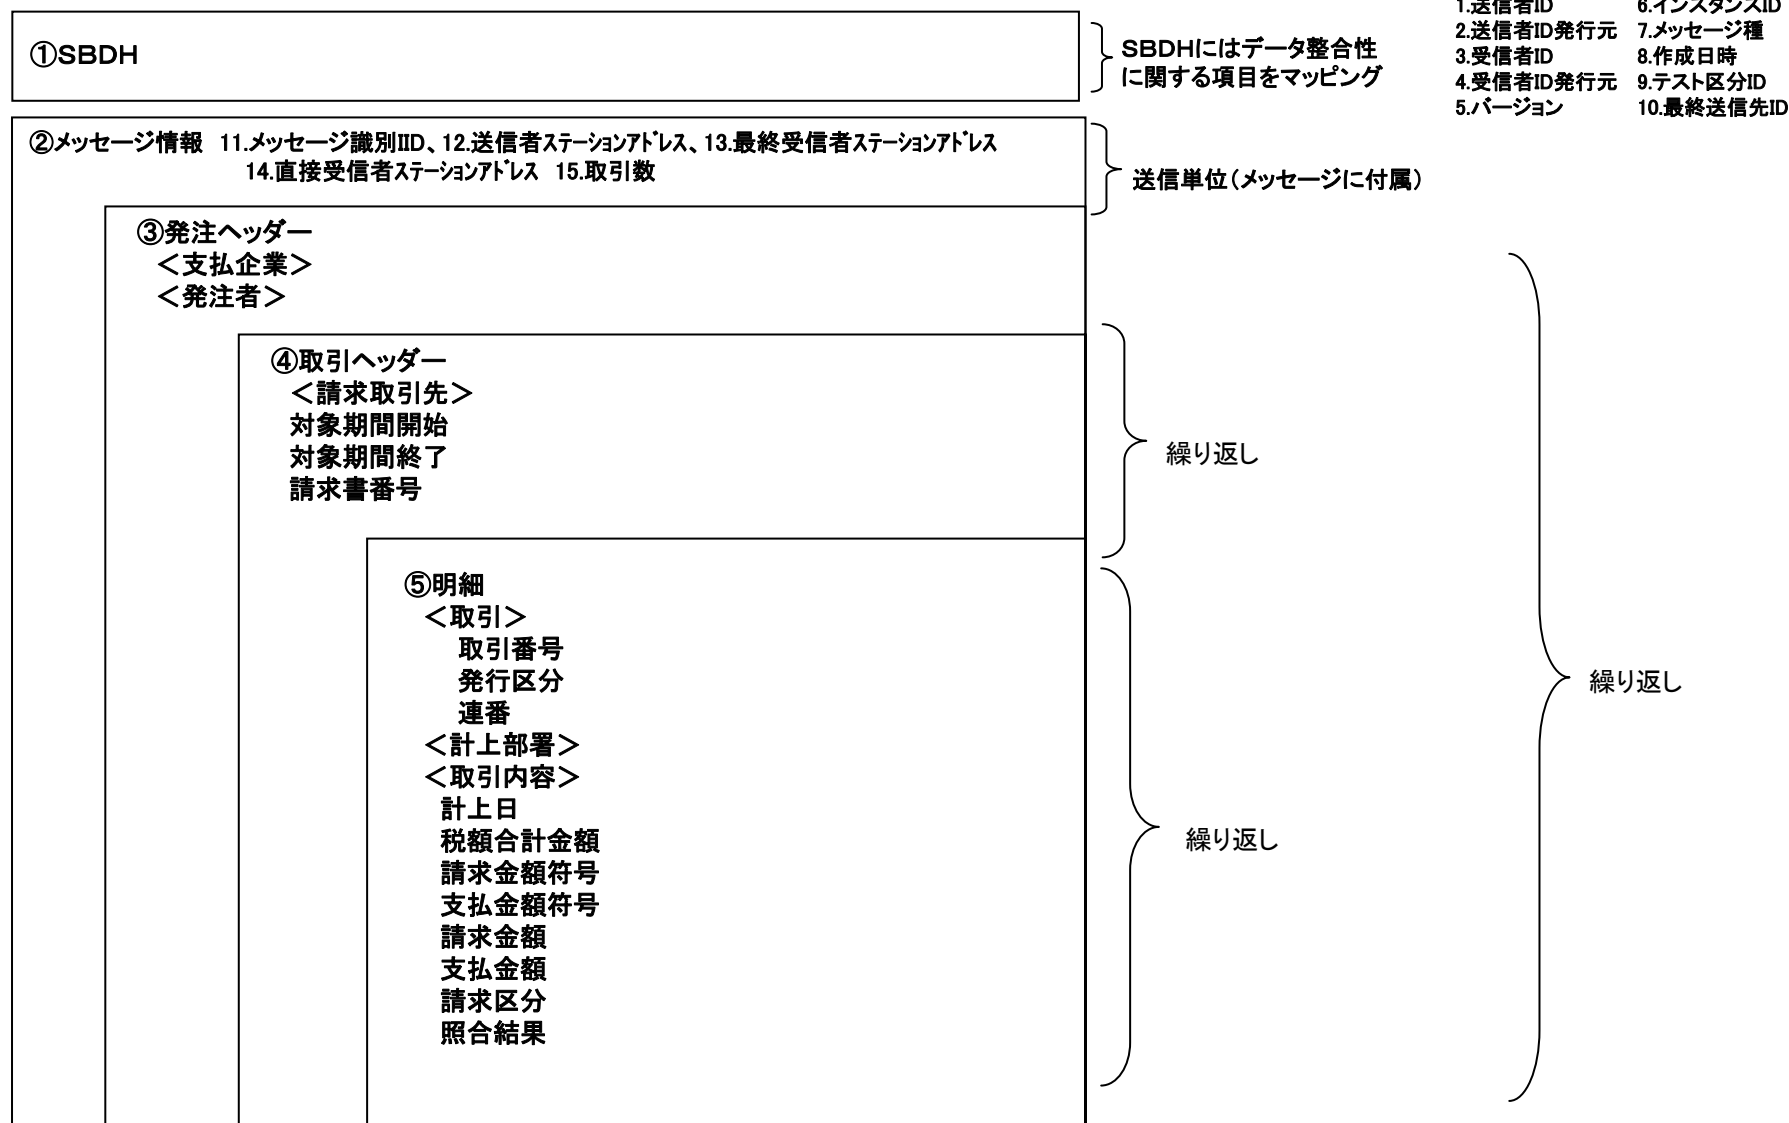 1.送信者ID 6.インスタンスID
2.送信者ID発行元 7.メッセージ種
3.受信者ID 8.作成日時
4.受信者ID発行元 9.テスト区分ID
5.バージョン 10.最終送信先ID
①SBDH
SBDHにはデータ整合性
に関する項目をマッピング
②メッセージ情報 11.メッセージ識別IID、12.送信者ステーションアドレス、13.最終受信者ステーションアドレス
14.直接受信者ステーションアドレス 15.取引数
送信単位(メッセージに付属)
③発注ヘッダー
<支払企業>
<発注者>
④取引ヘッダー
<請求取引先>
対象期間開始
対象期間終了
請求書番号
繰り返し
⑤明細
<取引>
取引番号
発行区分
連番
<計上部署>
<取引内容>
計上日
税額合計金額
請求金額符号
支払金額符号
請求金額
支払金額
請求区分
照合結果
繰り返し
繰り返し